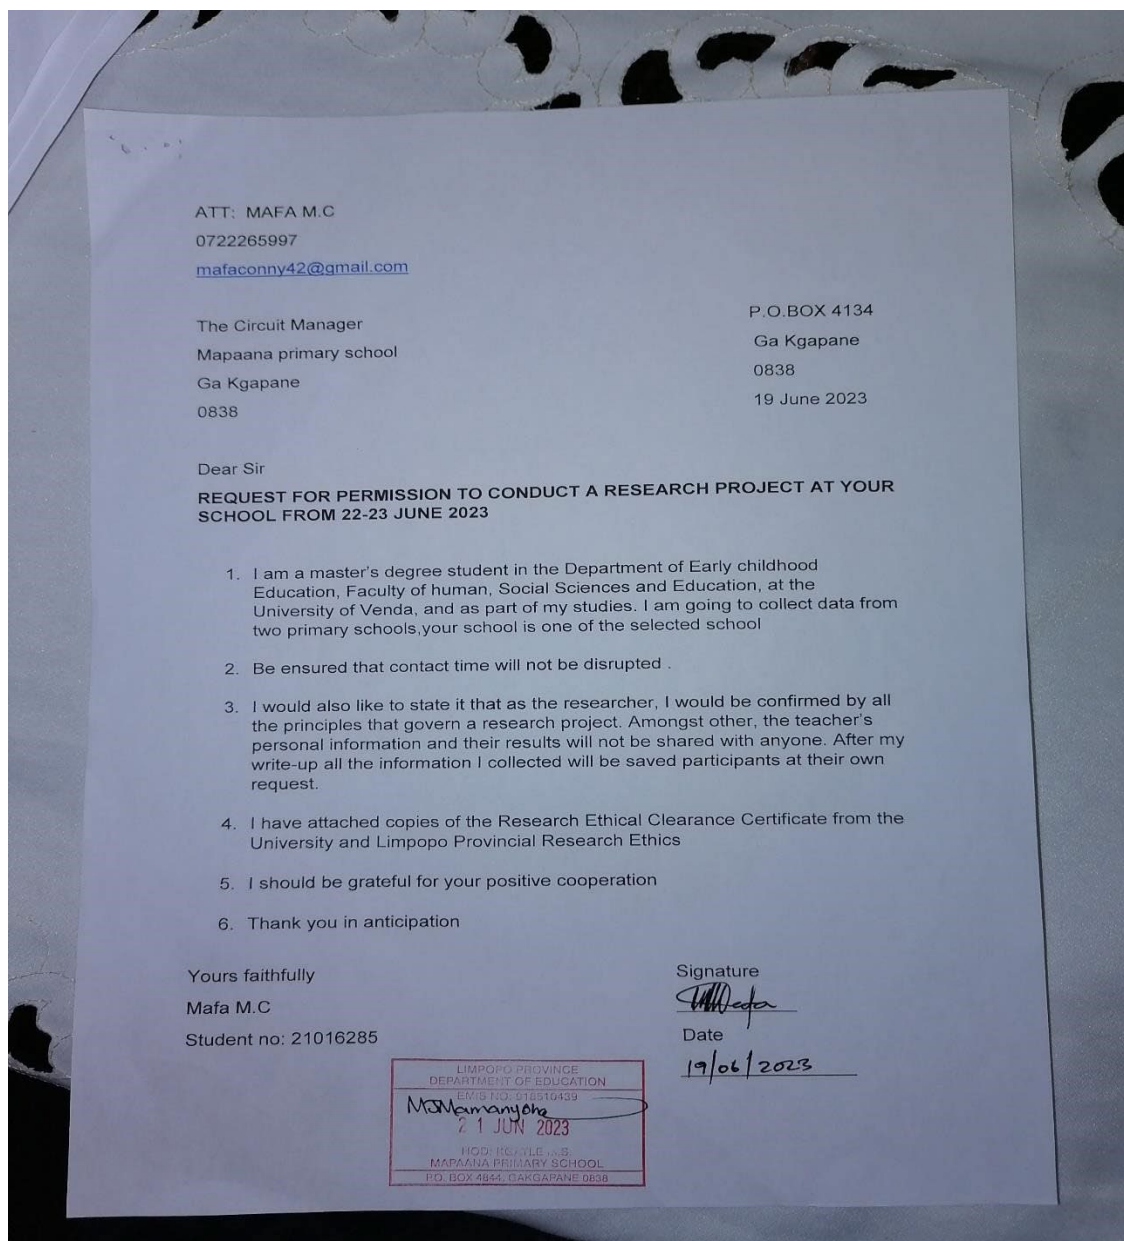 ATT: MAFA M.C
0722265997
mafaconny42@gmail.com
The Circuit Manager
Mapaana primary school
Ga Kgapane
0838
P.O.BOX 4134
Ga Kgapane
0838
19 June 2023
Dear Sir
REQUEST FOR PERMISSION TO CONDUCT A RESEARCH PROJECT AT YOUR
SCHOOL FROM 22-23 JUNE 2023
1. I am a master's degree student in the Department of Early childhood
Education, Faculty of human, Social Sciences and Education, at the
University of Venda, and as part of my studies. I am going to collect data from
two primary schools,your school is one of the selected school
2. Be ensured that contact time will not be disrupted .
3. I would also like to state it that as the researcher, I would be confirmed by all
the principles that govern a research project. Amongst other, the teacher's
personal information and their results will not be shared with anyone. After my
write-up all the information I collected will be saved participants at their own
request.
4. I have attached copies of the Research Ethical Clearance Certificate from the
University and Limpopo Provincial Research Ethics
5. I should be grateful for your positive cooperation
6. Thank you in anticipation
Yours faithfully
Mafa M.C
Student no: 21016285
Signature
Date
19/06/2023
LIMPOPO PROVINCE
DEPARTMENT OF EDUCATION
EMIS NO: 918510439
21 JUN 2023
MAPAANA PRIMARY SCHOOL
P.O. BOX 4844, GAKGAPANE 0838